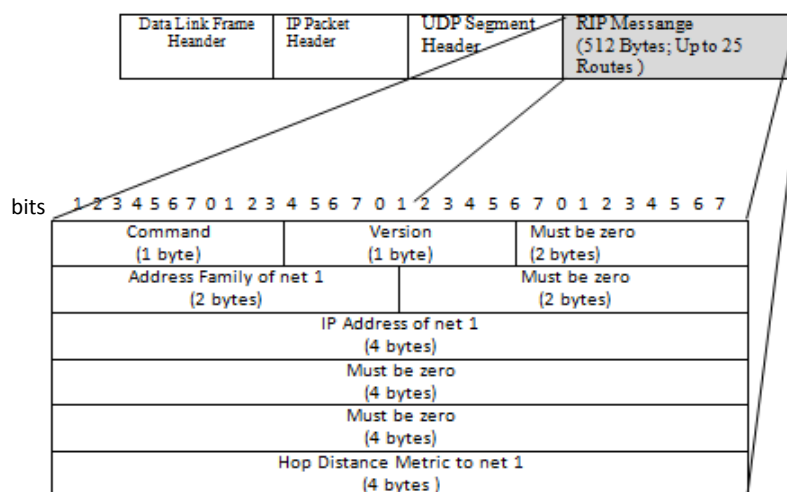 Data Link Frame
Heander
IP Packet
Header
UDP Segment
Header
RIP Messange
(512 Bytes; Up to 25
Routes )
bits
1 2 3 4 5 6 7 0 1 2 3 4 5 6 7 0 1 2 3 4 5 6 7 0 1 2 3 4 5 6 7
Command
(1 byte)
Version
(1 byte)
Must be zero
(2 bytes)
Address Family of net 1
(2 bytes)
Must be zero
(2 bytes)
IP Address of net 1
(4 bytes)
Must be zero
(4 bytes)
Must be zero
(4 bytes)
Hop Distance Metric to net 1
(4 bytes )